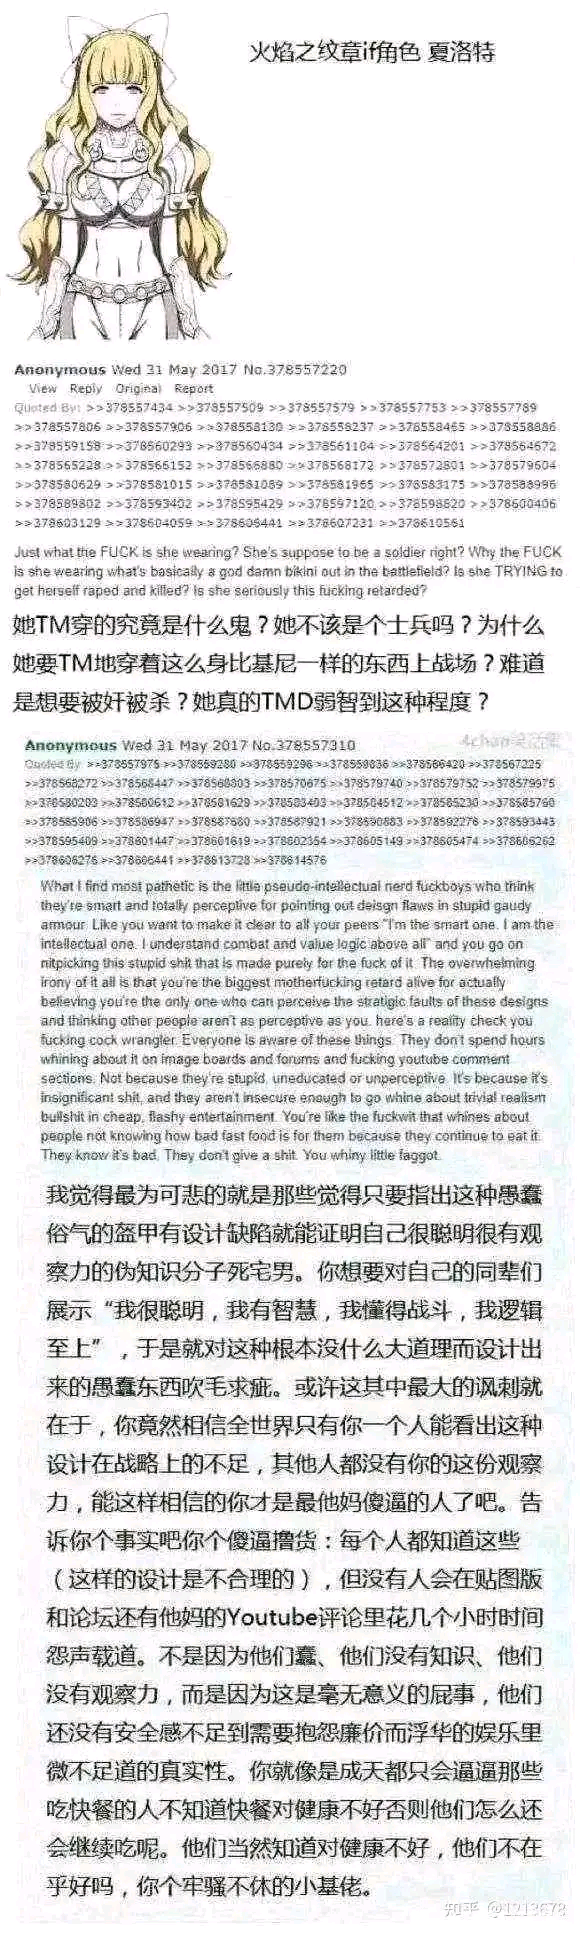 火焰之纹章if角色 夏洛特
Anonymous Wed 31 May 2017 No.378557220
View Reply Original Report
Quoted By: >>378557434 >>378557509 >>378557579 >>378557753 >>378557789
>>378557806 >>378557906 >>378558130 >>378558237 >>378558465 >>378558886
>>378559158 >>378560293 >>378560434 >>378561104 >>378564201 >>378564672
>>378565228 >>378566152 >>378566880 >>378568172 >>378572801 >>378579604
>>378580629 >>378581015 >>378581089 >>378581965 >>378583175 >>378588996
>>378589802 >>378593402 >>378595429 >>378597120 >>378598620 >>378600406
>>378603129 >>378604059 >>378606441 >>378607231 >>378610561
Just what the FUCK is she wearing? She's suppose to be a soldier right? Why the FUCK
is she wearing what's basically a god damn bikini out in the battlefield? Is she TRYING to
get herself raped and killed? Is she seriously this fucking retarded?
她TM穿的究竟是什么鬼？她不该是个士兵吗？为什么
她要TM地穿着这么身比基尼一样的东西上战场？难道
是想要被奸被杀？她真的TMD弱智到这种程度？
Anonymous Wed 31 May 2017 No.378557310
Quoted By: >>378557975 >>378559280 >>378559296 >>378559836 >>378566420 >>378567225
>>378568272 >>378568447 >>378568803 >>378570675 >>378579740 >>378579752 >>378579975
>>378580203 >>378580612 >>378581629 >>378583403 >>378584512 >>378585230 >>378585760
>>378585906 >>378586947 >>378587680 >>378587921 >>378590883 >>378592276 >>378593443
>>378595409 >>378601447 >>378601619 >>378602354 >>378605149 >>378605474 >>378606262
>>378606276 >>378606441 >>378613728 >>378614576
What I find most pathetic is the little pseudo-intellectual nerd fuckboys who think
they're smart and totally perceptive for pointing out deisgn flaws in stupid gaudy
armour. Like you want to make it clear to all your peers "I'm the smart one. I am the
intellectual one. I understand combat and value logic above all" and you go on
nitpicking this stupid shit that is made purely for the fuck of it. The overwhelming
irony of it all is that you're the biggest motherfucking retard alive for actually
believing you're the only one who can perceive the stratigic faults of these designs
and thinking other people aren't as perceptive as you. here's a reality check you
fucking cock wrangler. Everyone is aware of these things. They don't spend hours
whining about it on image boards and forums and fucking youtube comment
sections. Not because they're stupid, uneducated or unperceptive. It's because it's
insignificant shit, and they aren't insecure enough to go whine about trivial realism
bullshit in cheap, flashy entertainment. You're like the fuckwit that whines about
people not knowing how bad fast food is for them because they continue to eat it.
They know it's bad. They don't give a shit. You whiny little faggot.
我觉得最为可悲的就是那些觉得只要指出这种愚蠢
俗气的盔甲有设计缺陷就能证明自己很聪明很有观
察力的伪知识分子死宅男。你想要对自己的同辈们
展示“我很聪明，我有智慧，我懂得战斗，我逻辑
至上”，于是就对这种根本没什么大道理而设计出
来的愚蠢东西吹毛求疵。或许这其中最大的讽刺就
在于，你竟然相信全世界只有你一个人能看出这种
设计在战略上的不足，其他人都没有你的这份观察
力，能这样相信的你才是最他妈傻逼的人了吧。告
诉你个事实吧你个傻逼撸货：每个人都知道这些
（这样的设计是不合理的），但没有人会在贴图版
和论坛还有他妈的Youtube评论里花几个小时时间
怨声载道。不是因为他们蠢、他们没有知识、他们
没有观察力，而是因为这是毫无意义的屁事，他们
还没有安全感不足到需要抱怨廉价而浮华的娱乐里
微不足道的真实性。你就像是成天都只会逼逼那些
吃快餐的人不知道快餐对健康不好否则他们怎么还
会继续吃呢。他们当然知道对健康不好，他们不在
乎好吗，你个牢骚不休的小基佬。
知乎 @1213678